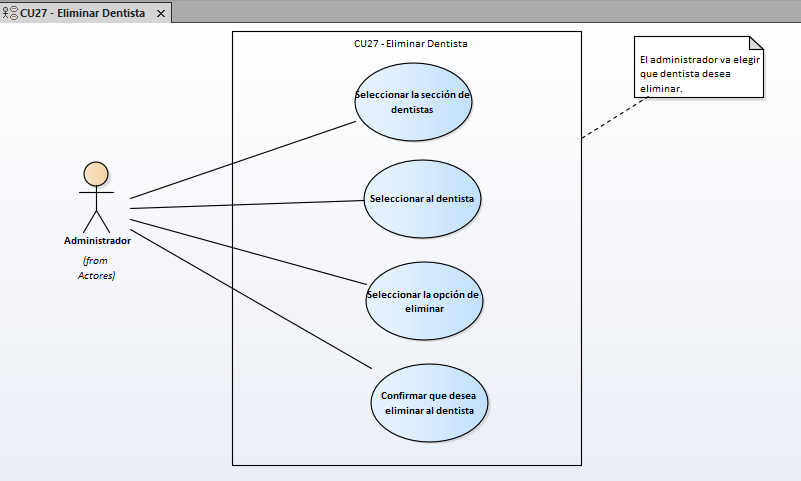 CU27 - Eliminar Dentista
CU27 - Eliminar Dentista
El administrador va elegir
que dentista desea
eliminar.
Seleccionar la sección de
dentistas
Seleccionar al dentista
Administrador
(from
Actores)
Seleccionar la opción de
eliminar
Confirmar que desea
eliminar al dentista